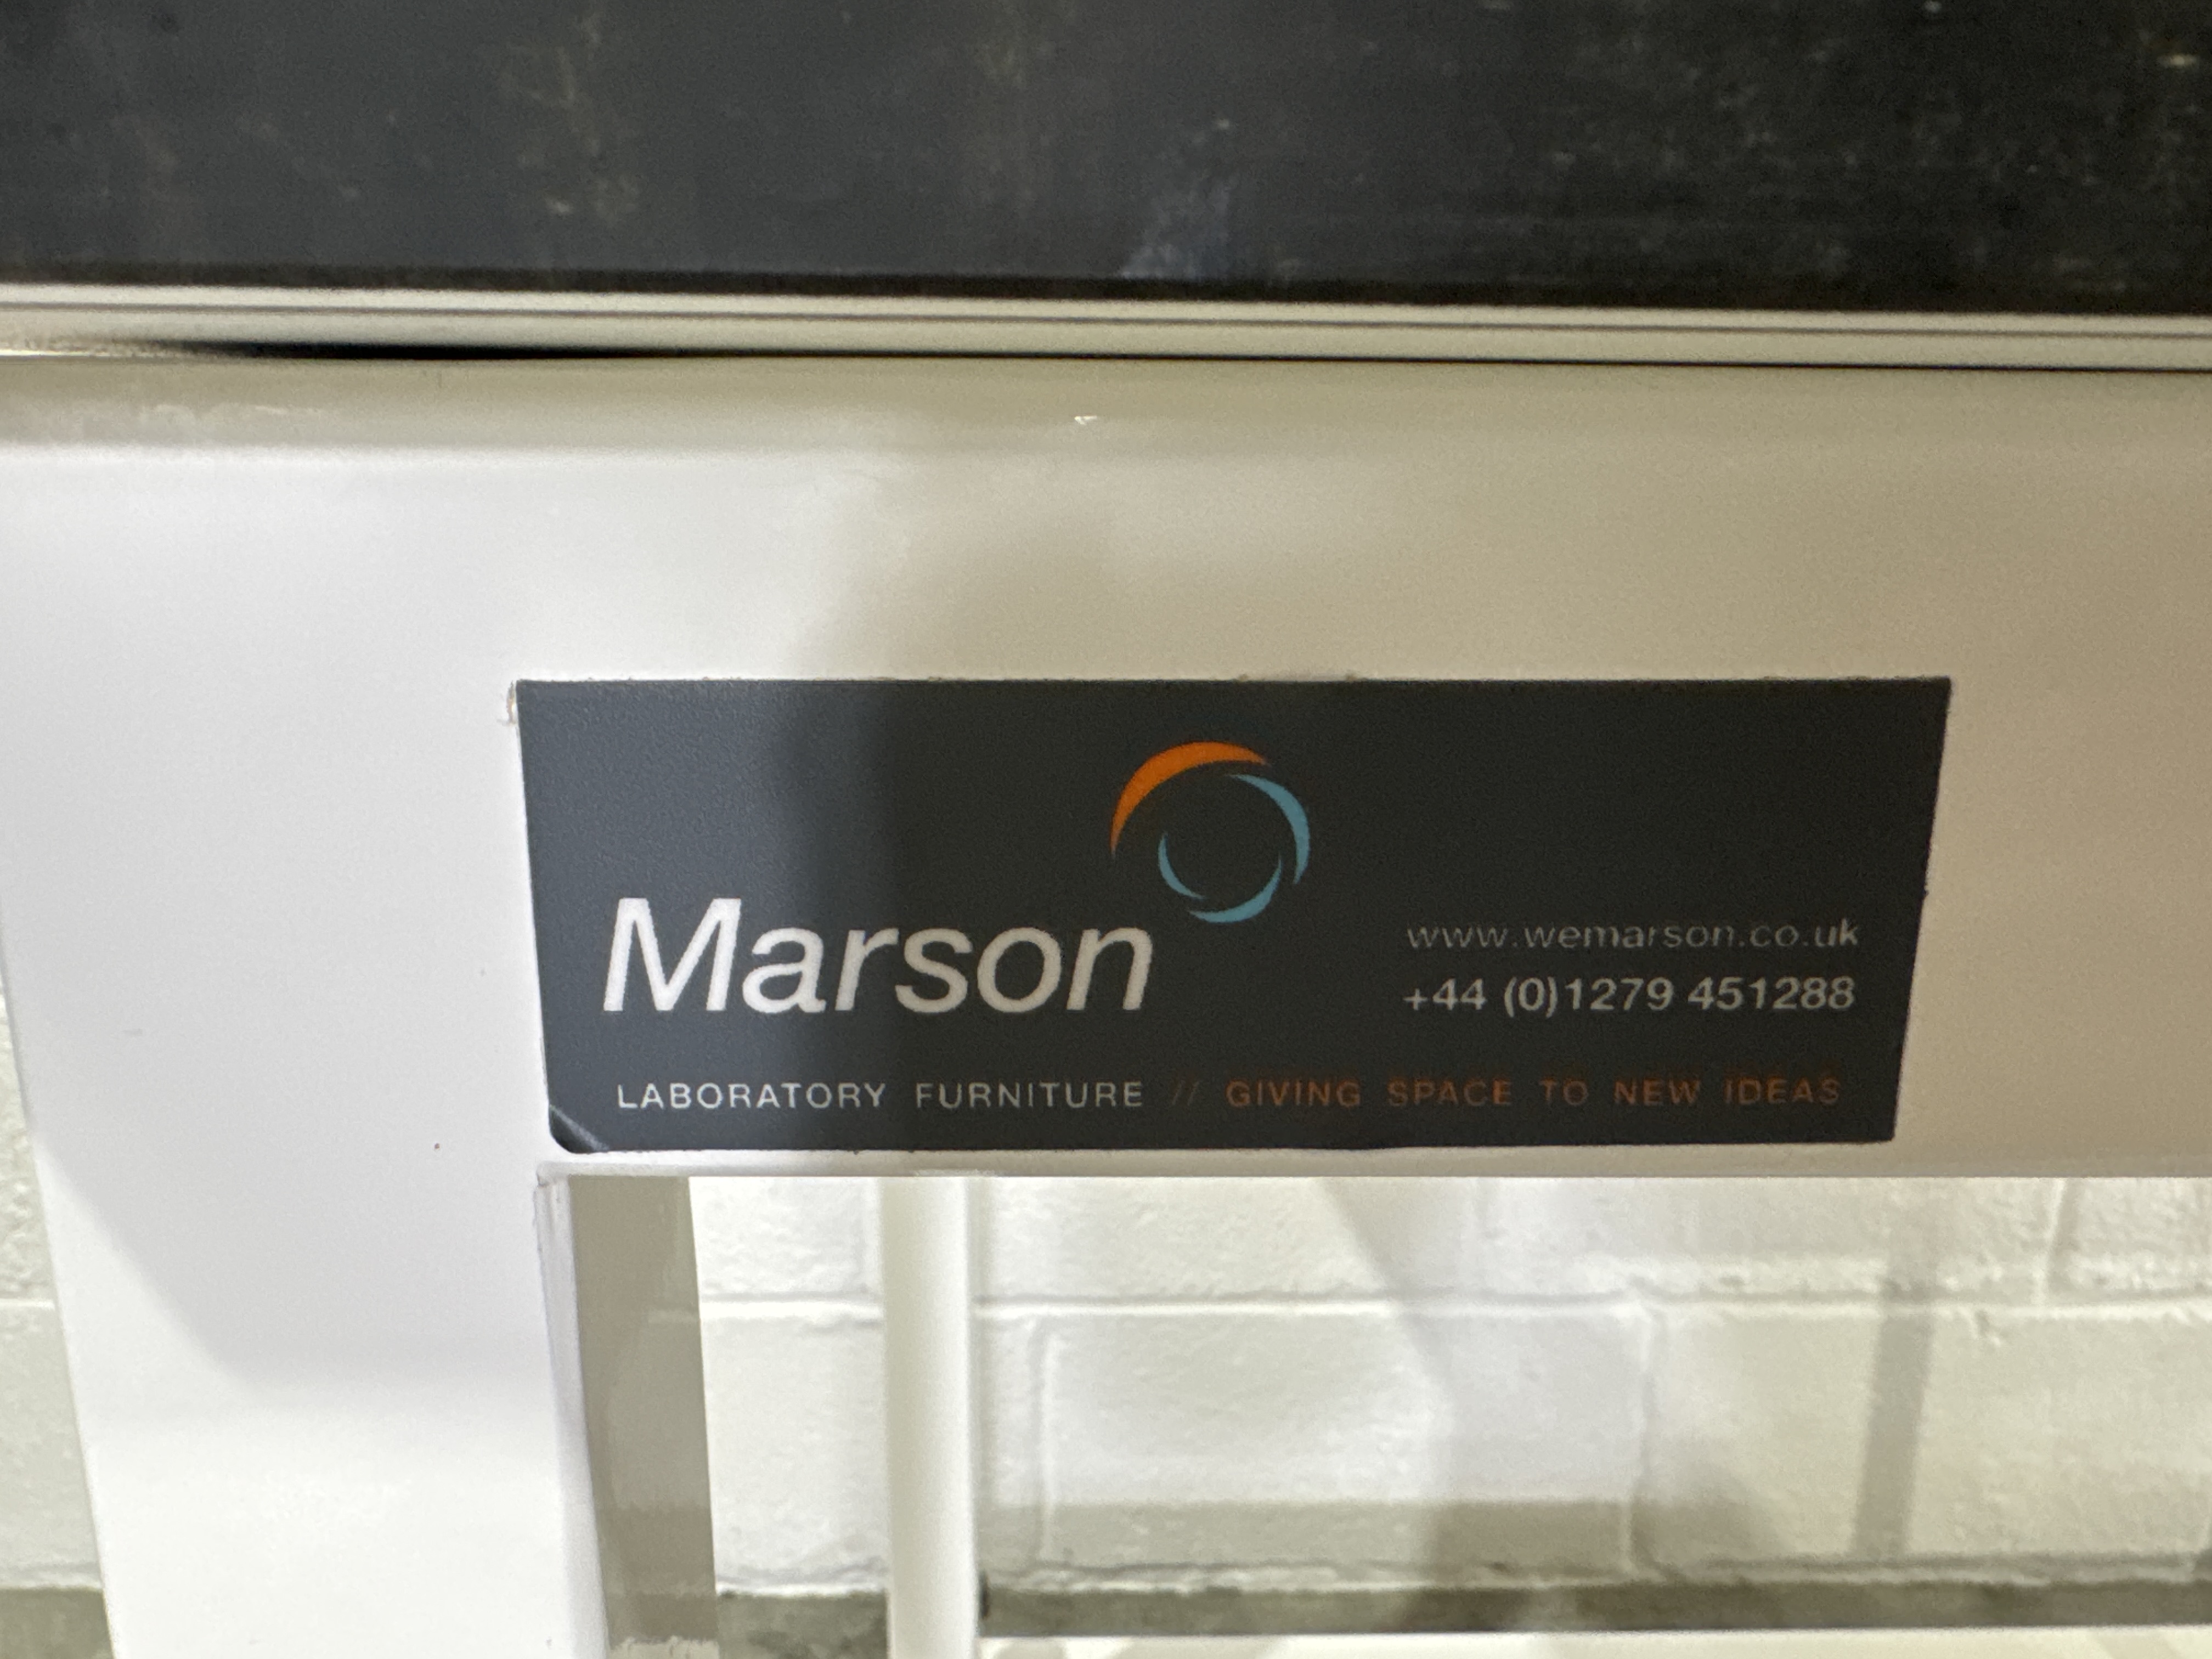 Marson
www.wemarson.co.uk
+44 (0)1279 451288
LABORATORY FURNITURE // GIVING SPACE TO NEW IDEAS